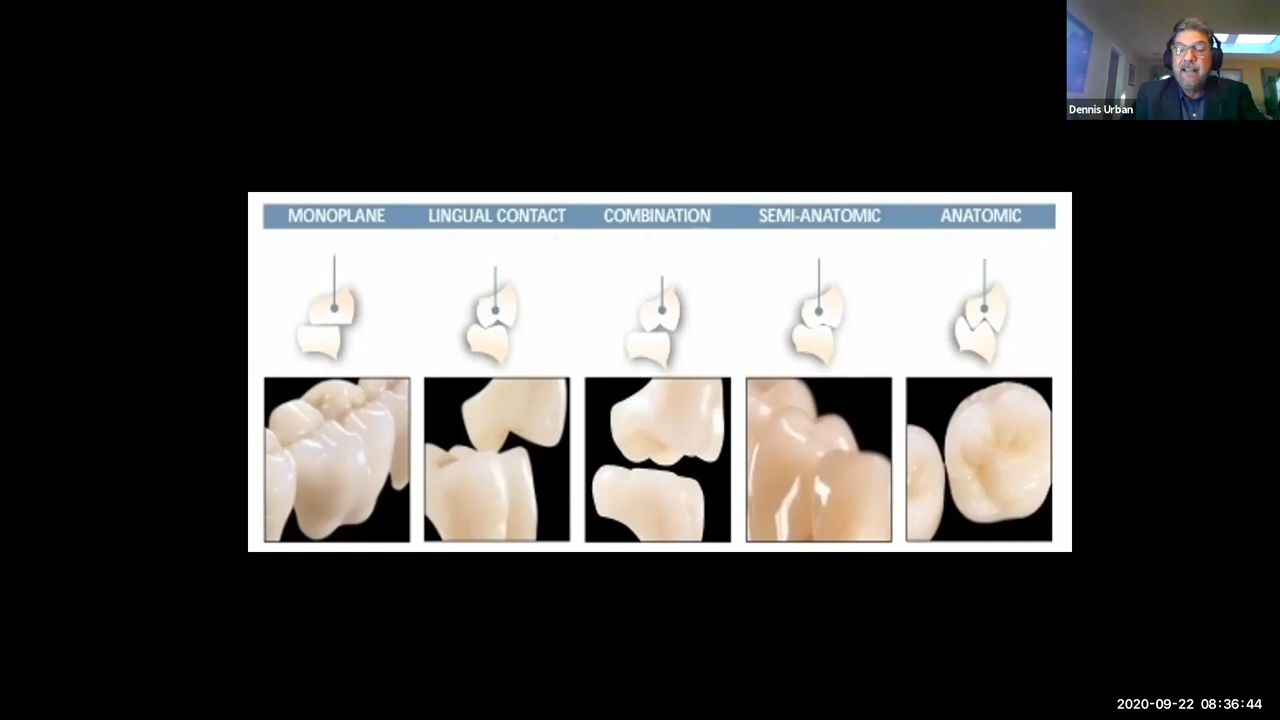 Dennis Urban
MONOPLANE LINGUAL CONTACT COMBINATION SEMI-ANATOMIC ANATOMIC
2020-09-22 08:36:44